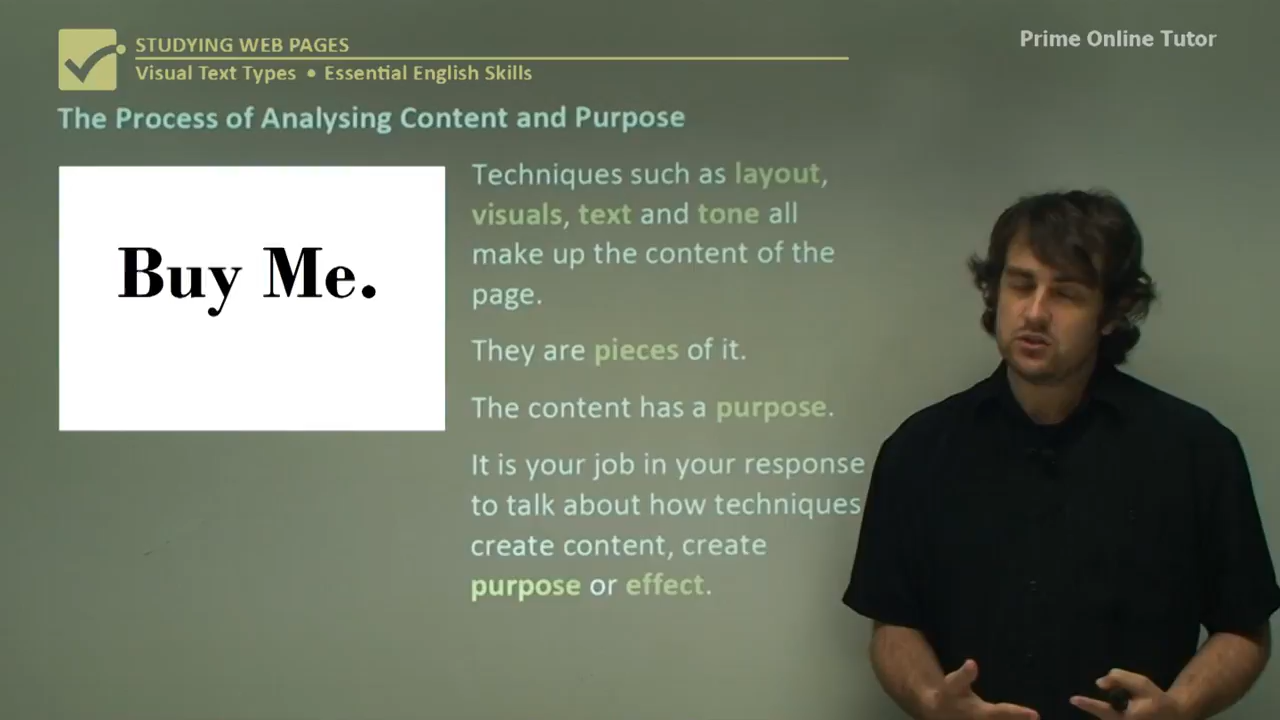 STUDYING WEB PAGES
Prime Online Tutor
Visual Text Types • Essential English Skills
The Process of Analysing Content and Purpose
Buy Me.
Techniques such as layout,
visuals, text and tone all
make up the content of the
page.
They are pieces of it.
The content has a purpose.
It is your job in your response
to talk about how techniques
create content, create
purpose or effect.